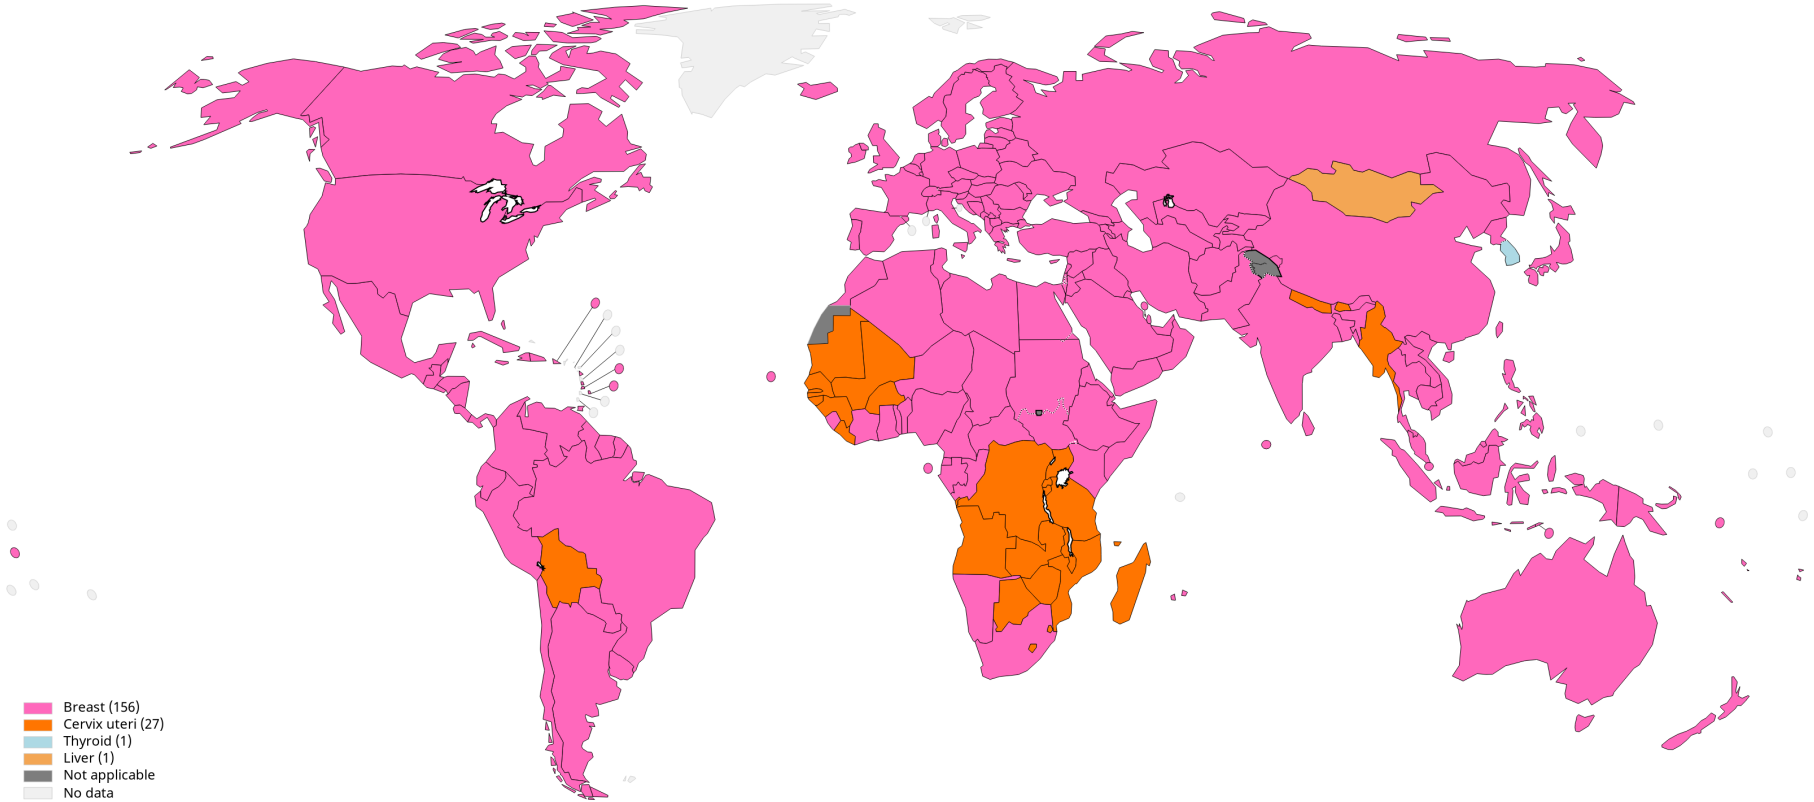 Breast (156)
Cervix uteri (27)
Thyroid (1)
Liver (1)
Not applicable
No data